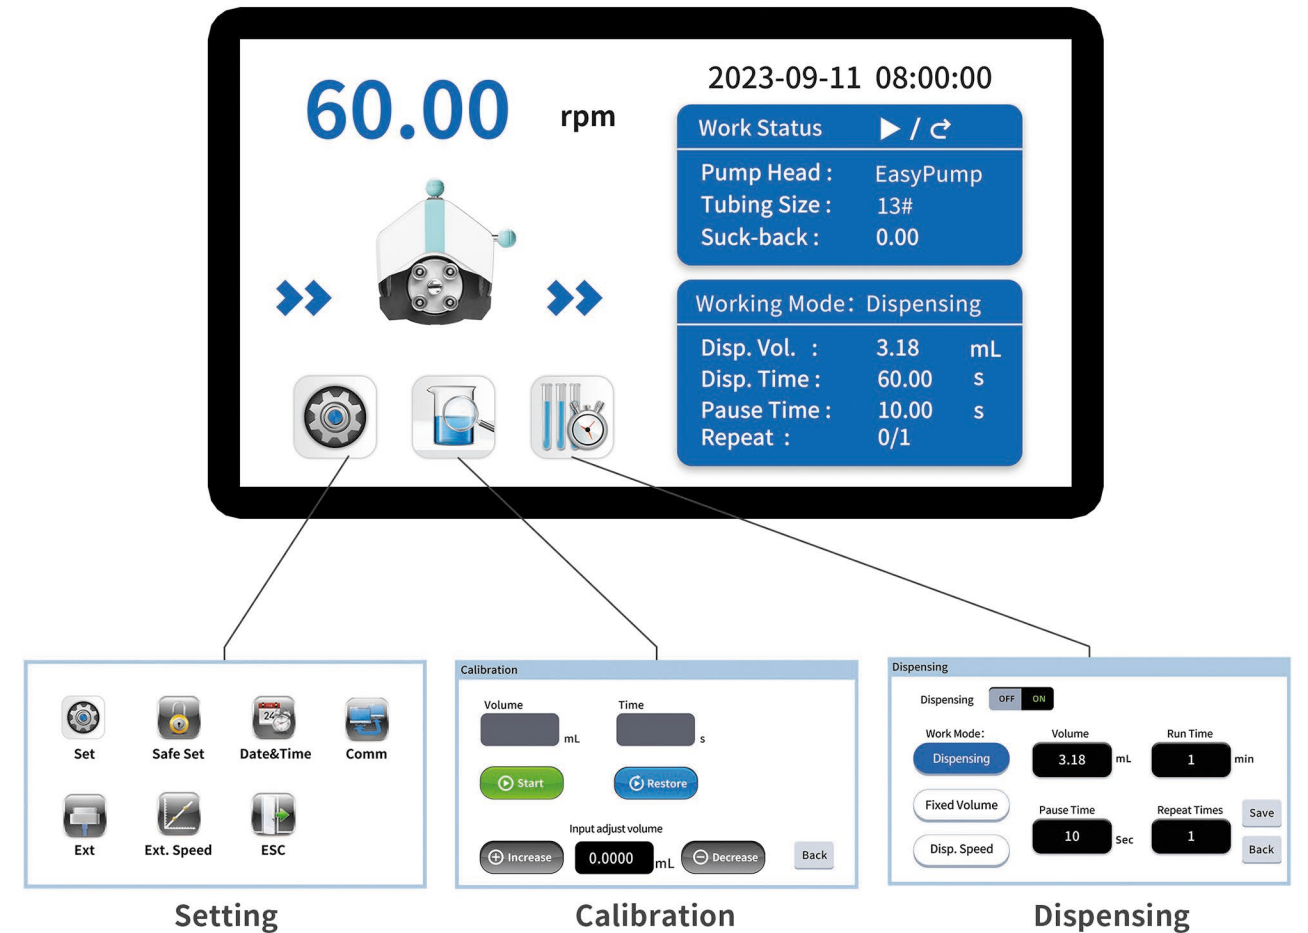 60.00 rpm
2023-09-11 08:00:00
Work Status /
Pump Head : EasyPump
Tubing Size : 13#
Suck-back : 0.00
Working Mode: Dispensing
Disp. Vol. : 3.18 mL
Disp. Time : 60.00 s
Pause Time : 10.00 s
Repeat : 0/1
Set Safe Set Date&Time Comm
24
Ext Ext. Speed ESC
Setting
Calibration
Volume Time
mL s
Start Restore
Input adjust volume
Increase 0.0000 mL Decrease Back
Calibration
Dispensing
Dispensing OFF ON
Work Mode: Volume Run Time
Dispensing 3.18 mL 1 min
Fixed Volume Pause Time Repeat Times Save
10 Sec 1
Disp. Speed Back
Dispensing